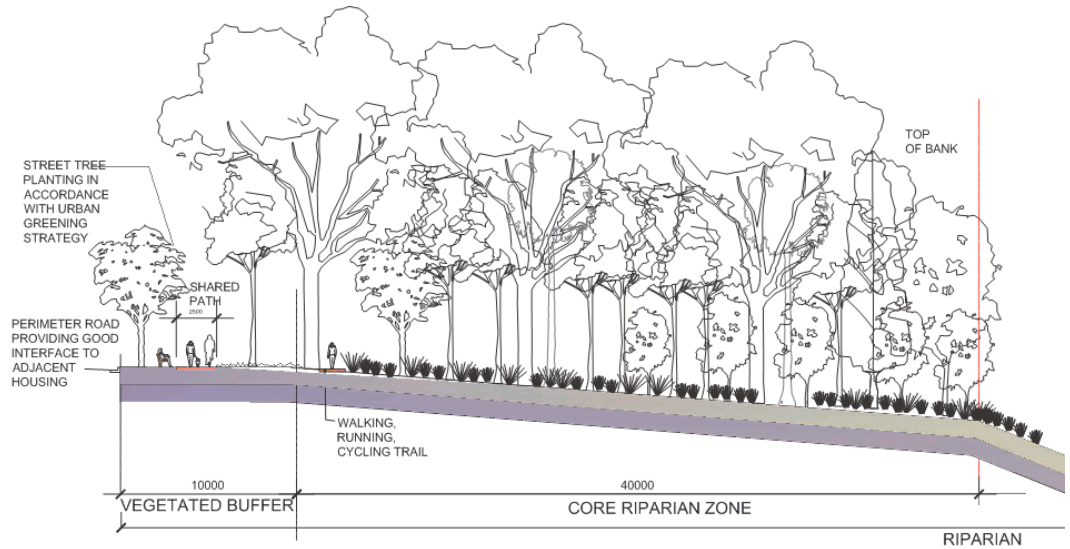 TOP
OF BANK
STREET TREE
PLANTING IN
ACCORDANCE
WITH URBAN
GREENING
STRATEGY
SHARED
PATH
2500
PERIMETER ROAD
PROVIDING GOOD
INTERFACE TO
ADJACENT
HOUSING
WALKING,
RUNNING,
CYCLING TRAIL
10000
40000
VEGETATED BUFFER
CORE RIPARIAN ZONE
RIPARIAN